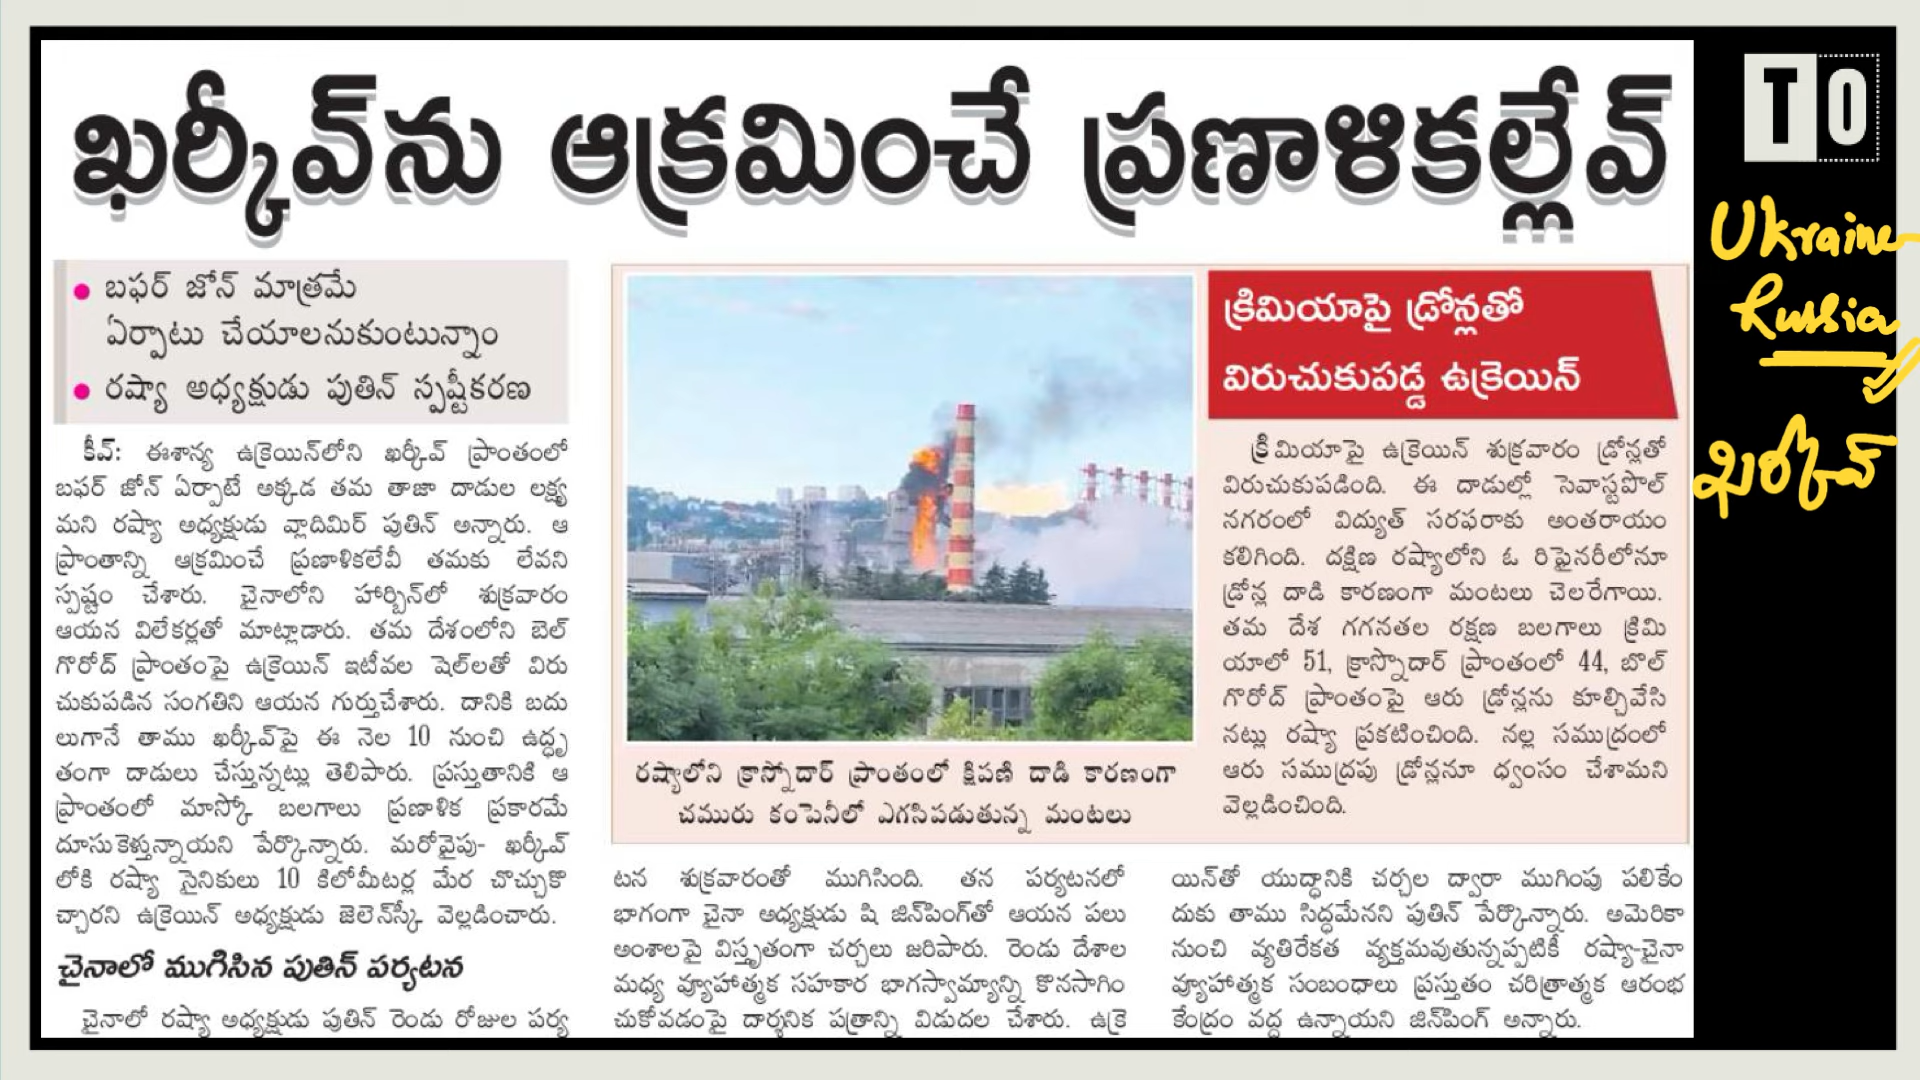 ఖర్కీవ్‌ను ఆక్రమించే ప్రణాళికల్లేవ్
• బఫర్ జోన్ మాత్రమే
ఏర్పాటు చేయాలనుకుంటున్నాం
• రష్యా అధ్యక్షుడు పుతిన్ స్పష్టీకరణ
కీవ్: ఈశాన్య ఉక్రెయిన్‌లోని ఖర్కీవ్ ప్రాంతంలో
బఫర్ జోన్ ఏర్పాటే అక్కడ తమ తాజా దాడుల లక్ష్య
మని రష్యా అధ్యక్షుడు వ్లాదిమిర్ పుతిన్ అన్నారు. ఆ
ప్రాంతాన్ని ఆక్రమించే ప్రణాళికలేవీ తమకు లేవని
స్పష్టం చేశారు. చైనాలోని హార్బిన్‌లో శుక్రవారం
ఆయన విలేకర్లతో మాట్లాడారు. తమ దేశంలోని బెల్
గొరోద్ ప్రాంతంపై ఉక్రెయిన్ ఇటీవల షెల్‌లతో విరు
చుకుపడిన సంగతిని ఆయన గుర్తుచేశారు. దానికి బదు
లుగానే తాము ఖర్కీవ్‌పై ఈ నెల 10 నుంచి ఉద్ధృ
తంగా దాడులు చేస్తున్నట్లు తెలిపారు. ప్రస్తుతానికి ఆ
ప్రాంతంలో మాస్కో బలగాలు ప్రణాళిక ప్రకారమే
దూసుకెళ్తున్నాయని పేర్కొన్నారు. మరోవైపు- ఖర్కీవ్
లోకి రష్యా సైనికులు 10 కిలోమీటర్ల మేర చొచ్చుకొ
చ్చారని ఉక్రెయిన్ అధ్యక్షుడు జెలెన్‌స్కీ వెల్లడించారు.
చైనాలో ముగిసిన పుతిన్ పర్యటన
చైనాలో రష్యా అధ్యక్షుడు పుతిన్ రెండు రోజుల పర్య
రష్యాలోని క్రాస్నోదార్ ప్రాంతంలో క్షిపణి దాడి కారణంగా
చమురు కంపెనీలో ఎగసిపడుతున్న మంటలు
క్రిమియాపై డ్రోన్లతో
విరుచుకుపడ్డ ఉక్రెయిన్
క్రిమియాపై ఉక్రెయిన్ శుక్రవారం డ్రోన్లతో
విరుచుకుపడింది. ఈ దాడుల్లో సెవాస్టపొల్
నగరంలో విద్యుత్ సరఫరాకు అంతరాయం
కలిగింది. దక్షిణ రష్యాలోని ఓ రిఫైనరీలోనూ
డ్రోన్ల దాడి కారణంగా మంటలు చెలరేగాయి.
తమ దేశ గగనతల రక్షణ బలగాలు క్రిమి
యాలో 51, క్రాస్నొదార్ ప్రాంతంలో 44, బెల్
గొరోద్ ప్రాంతంపై ఆరు డ్రోన్లను కూల్చివేసి
నట్లు రష్యా ప్రకటించింది. నల్ల సముద్రంలో
ఆరు సముద్రపు డ్రోన్లనూ ధ్వంసం చేశామని
వెల్లడించింది.
టన శుక్రవారంతో ముగిసింది. తన పర్యటనలో
భాగంగా చైనా అధ్యక్షుడు షి జిన్‌పింగ్‌తో ఆయన పలు
అంశాలపై విస్తృతంగా చర్చలు జరిపారు. రెండు దేశాల
మధ్య వ్యూహాత్మక సహకార భాగస్వామ్యాన్ని కొనసాగిం
చుకోవడంపై దార్శనిక పత్రాన్ని విడుదల చేశారు. ఉక్రె
యిన్‌తో యుద్ధానికి చర్చల ద్వారా ముగింపు పలికేం
దుకు తాము సిద్ధమేనని పుతిన్ పేర్కొన్నారు. అమెరికా
నుంచి వ్యతిరేకత వ్యక్తమవుతున్నప్పటికీ రష్యా-చైనా
వ్యూహాత్మక సంబంధాలు ప్రస్తుతం చరిత్రాత్మక ఆరంభ
కేంద్రం వద్ద ఉన్నాయని జిన్‌పింగ్ అన్నారు.
TO
Ukraine
Russia
ఖర్కీవ్